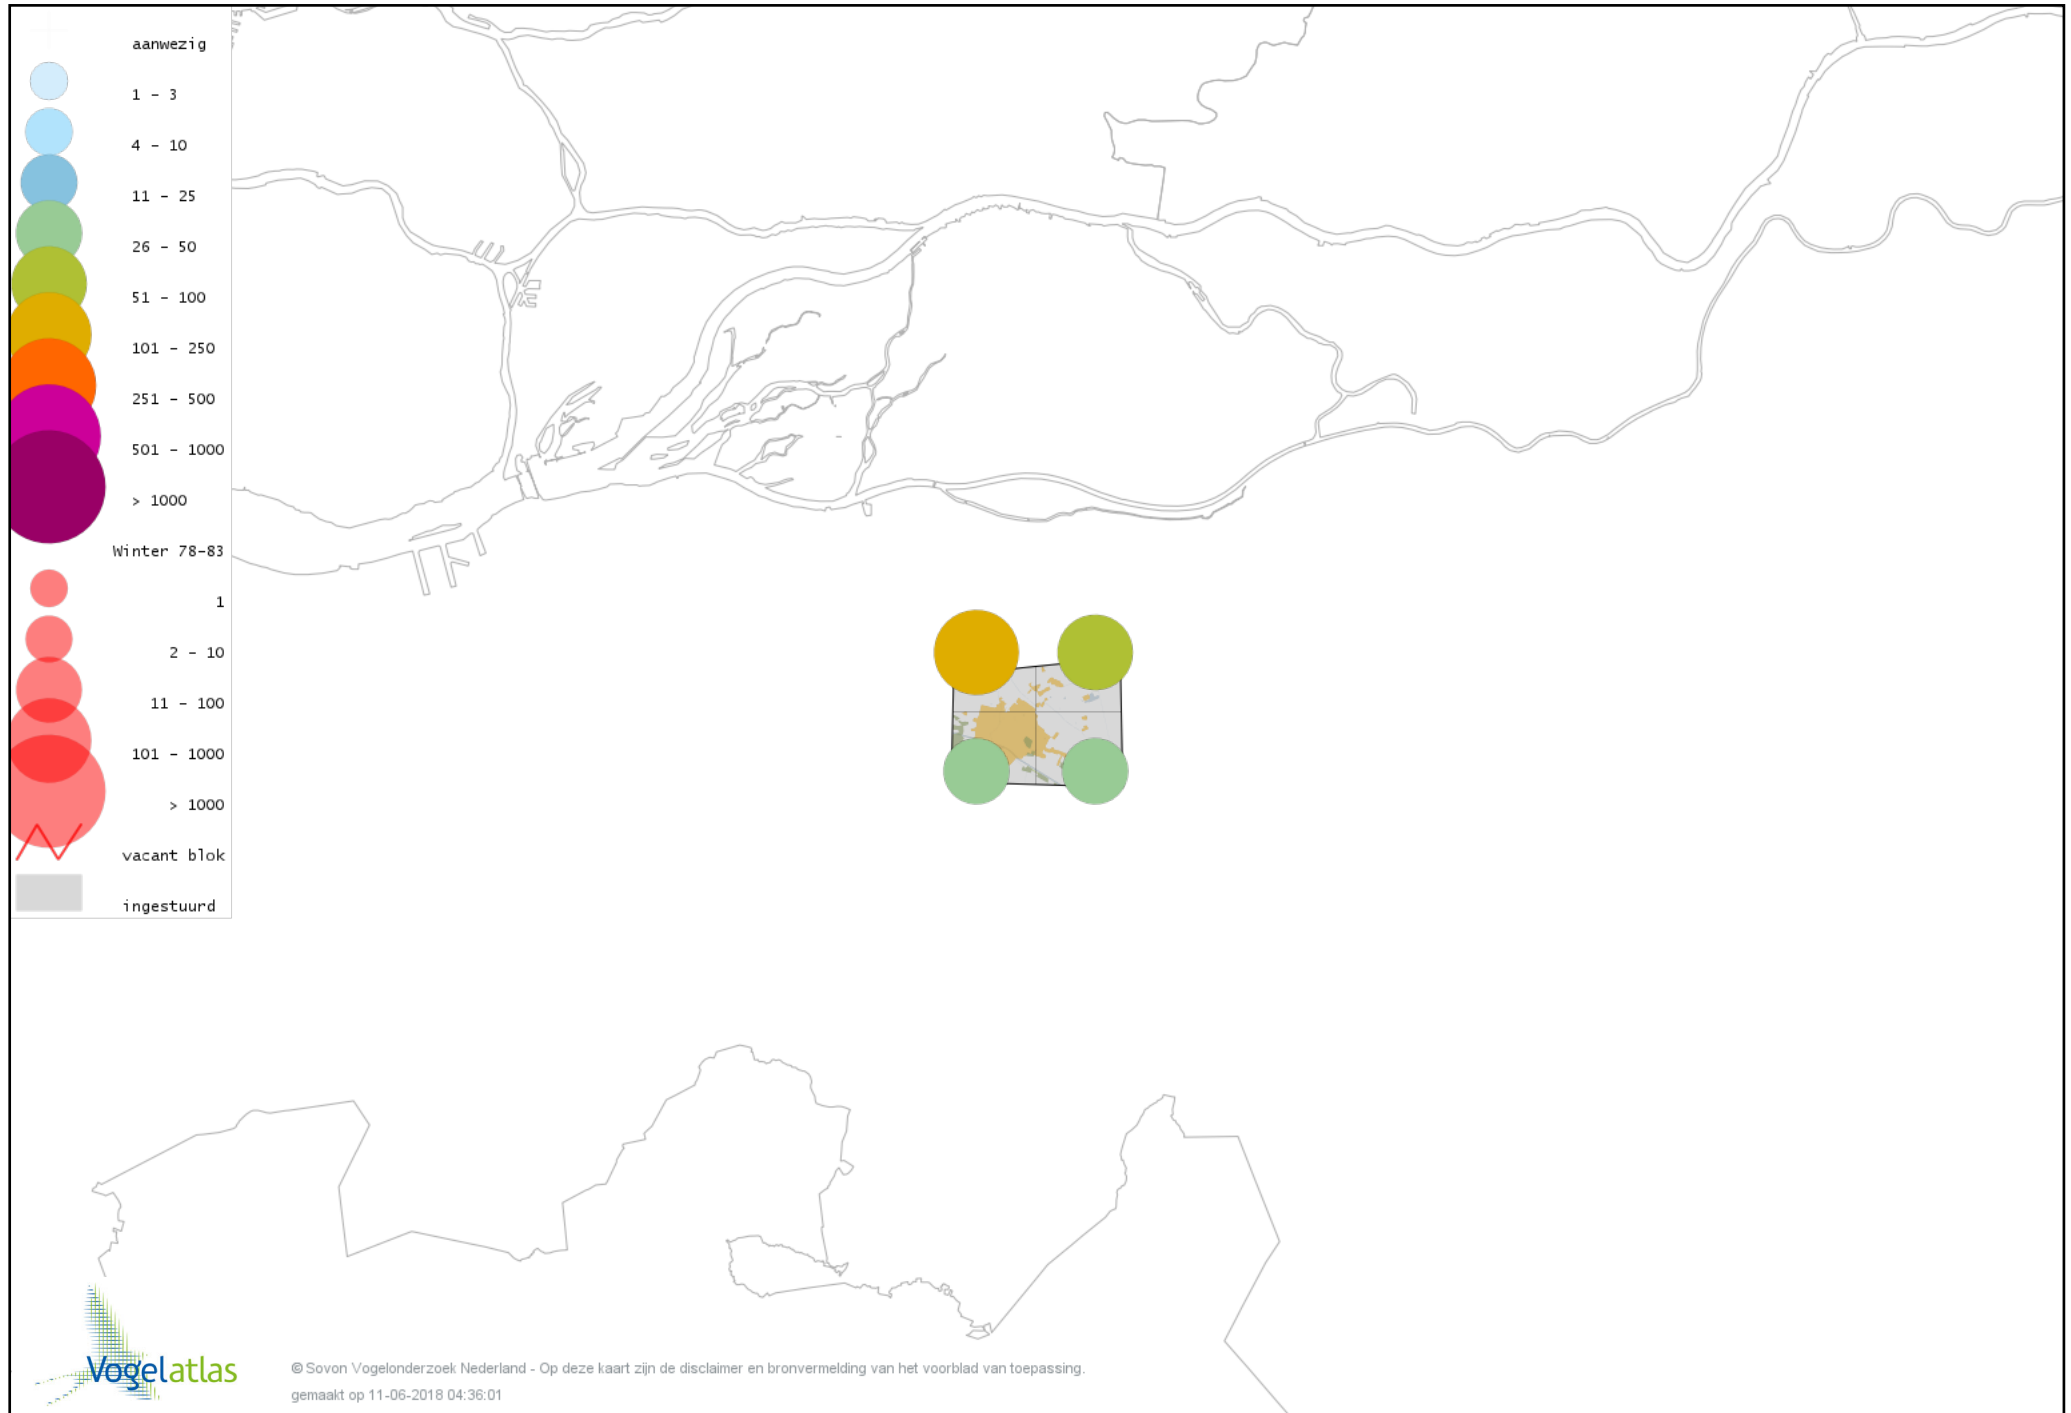 aanwezig
1 - 3
4 - 10
11 - 25
26 - 50
51 - 100
101 - 250
251 - 500
501 - 1000
> 1000
Winter 78-83
1
2 - 10
11 - 100
101 - 1000
> 1000
vacant blok
ingestuurd
Vogelatlas
© Sovon Vogelonderzoek Nederland - Op deze kaart zijn de disclaimer en bronvermelding van het voorblad van toepassing.
gemaakt op 11-06-2018 04:36:01